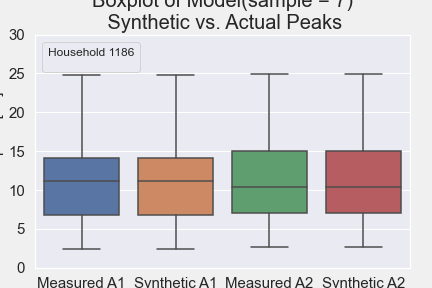 Boxplot of Model(sample = 7)
Synthetic vs. Actual Peaks
30
Household 1186
25
20
15
10
5
0
Measured A1 Synthetic A1 Measured A2 Synthetic A2